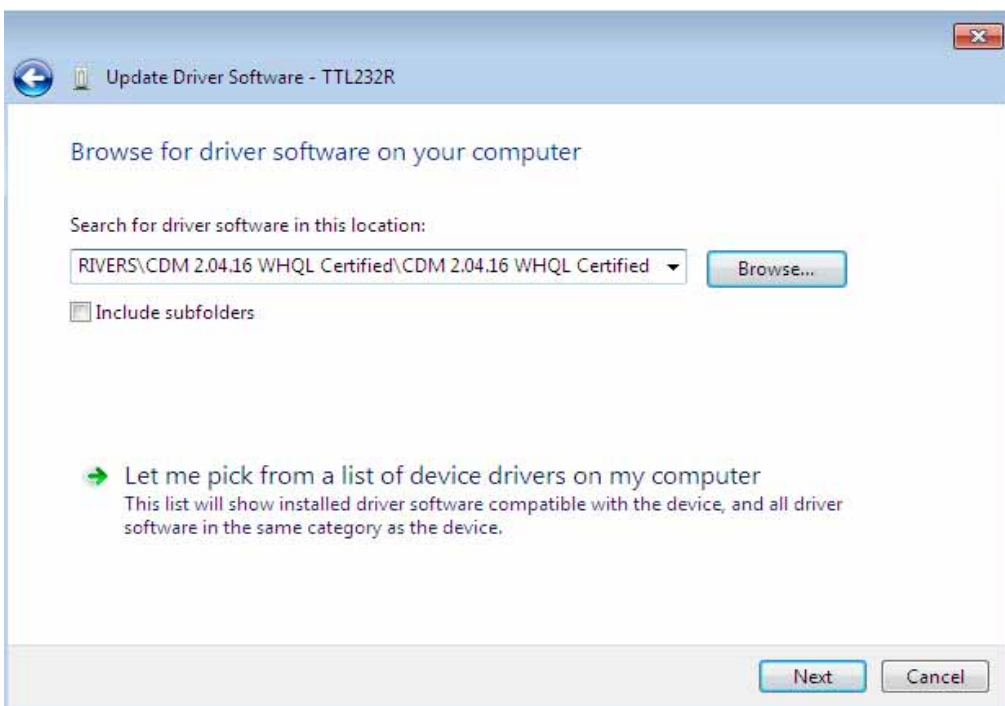 Update Driver Software - TTL232R
Browse for driver software on your computer
Search for driver software in this location:
RIVERS\CDM 2.04.16 WHQL Certified\CDM 2.04.16 WHQL Certified
Browse...
Include subfolders
Let me pick from a list of device drivers on my computer
This list will show installed driver software compatible with the device, and all driver
software in the same category as the device.
Next
Cancel